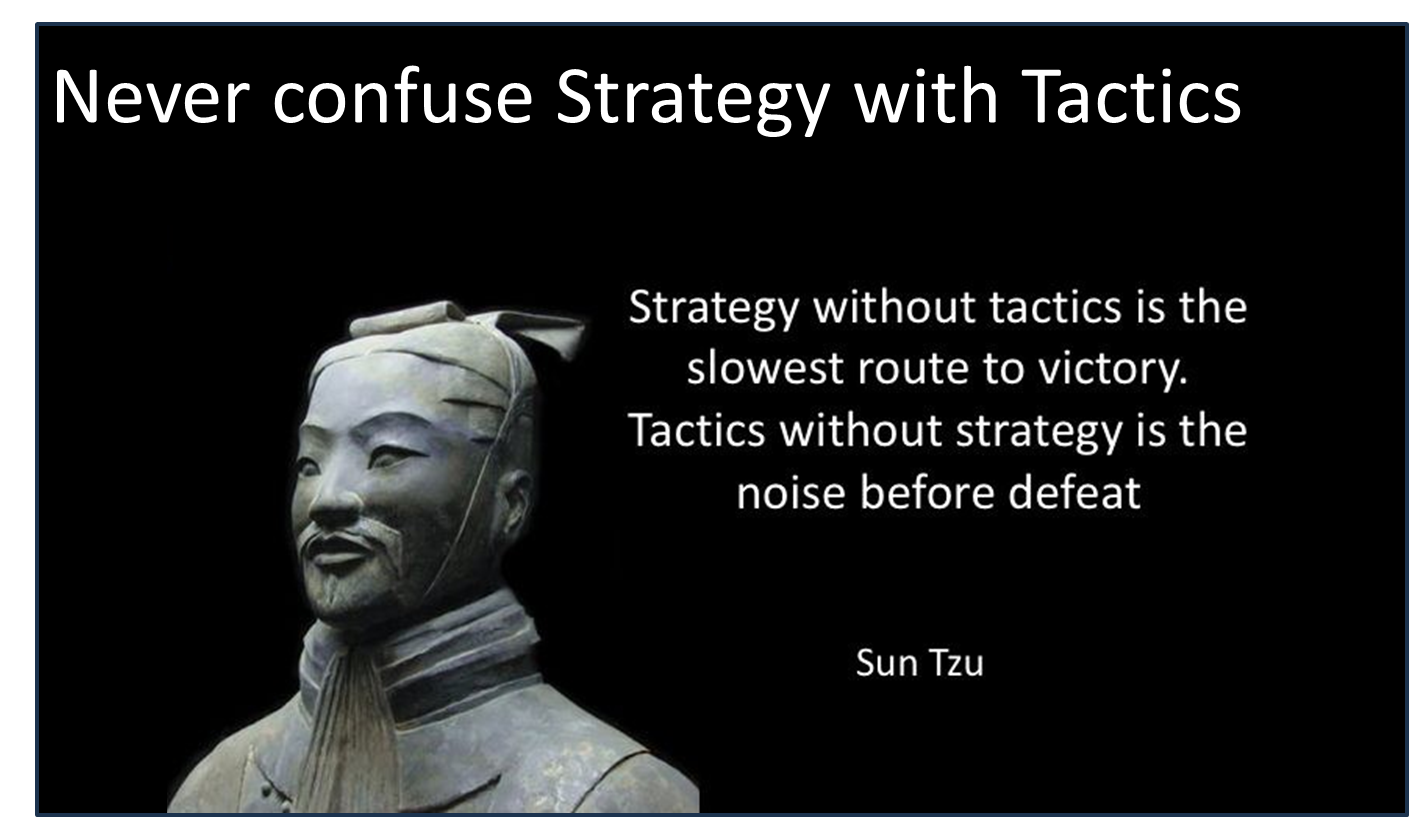 Never confuse Strategy with Tactics
Strategy without tactics is the
slowest route to victory.
Tactics without strategy is the
noise before defeat
Sun Tzu